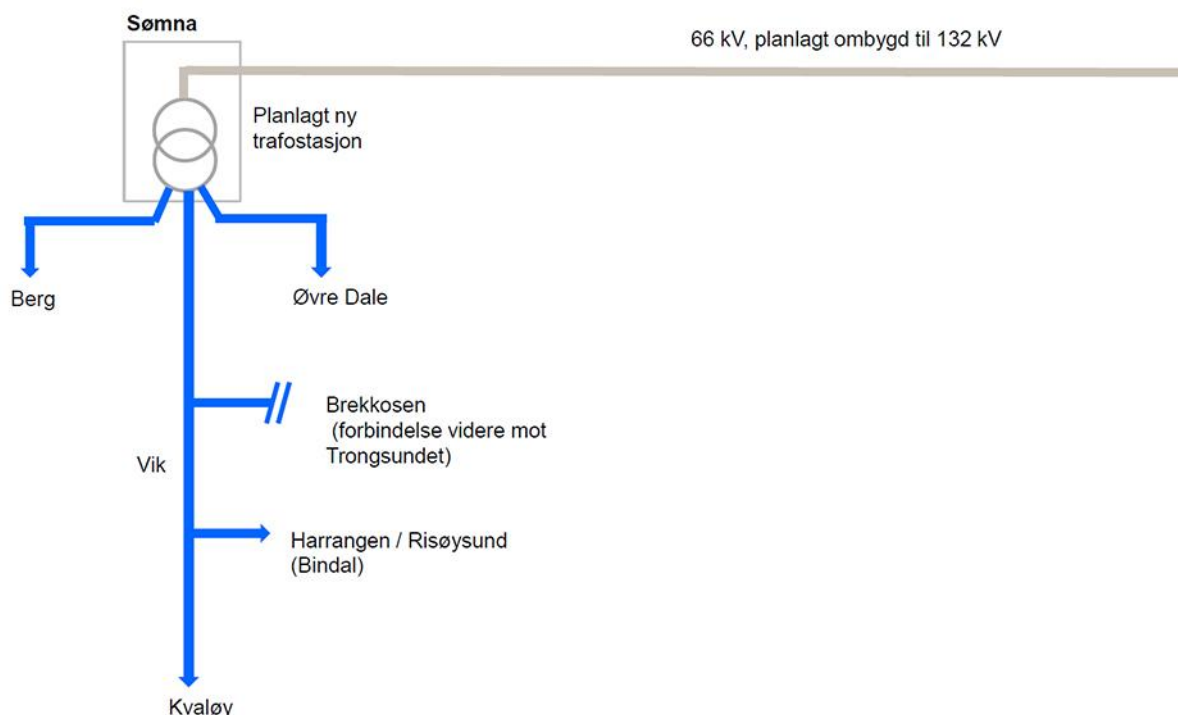 Sømna
66 kV, planlagt ombygd til 132 kV
Planlagt ny
trafostasjon
Berg
Øvre Dale
Brekkosen
(forbindelse videre mot
Trongsundet)
Vik
Harrangen / Risøysund
(Bindal)
Kvaløy